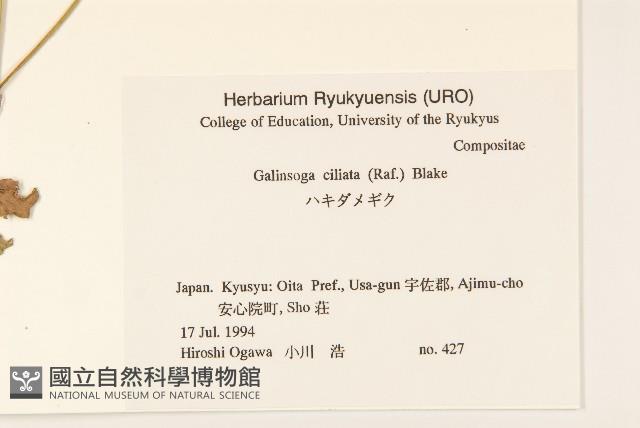 Herbarium Ryukyuensis (URO)
College of Education, University of the Ryukyus
Compositae
Galinsoga ciliata (Raf.) Blake
ハキダメギク
Japan. Kyusyu: Oita Pref., Usa-gun 宇佐郡, Ajimu-cho
安心院町, Sho 荘
17 Jul. 1994
Hiroshi Ogawa 小川 浩 no. 427
國立自然科學博物館
NATIONAL MUSEUM OF NATURAL SCIENCE